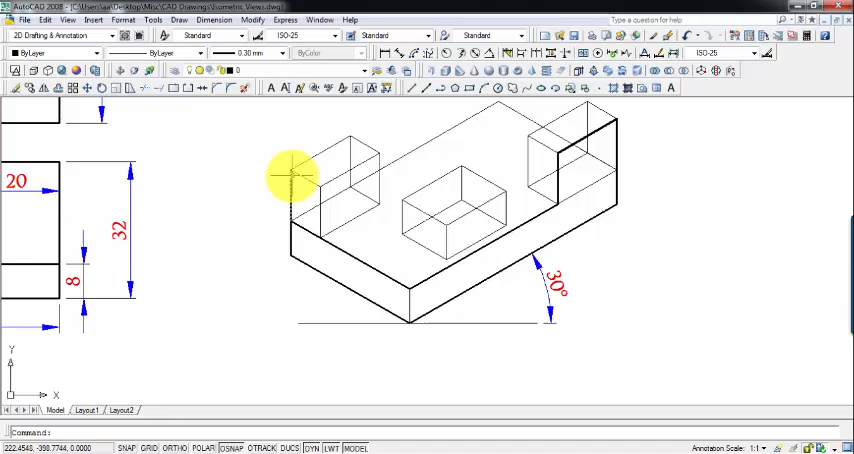 AutoCAD 2008 - [C:\Users\aa\Desktop\Misc\CAD Drawings\Isometric Views.dwg]
File Edit Insert Format Tools Draw Dimension Modify Express Window Help Type a question for help
2D Drafting & Annotation Standard ISO-25 Standard Standard
ByLayer ByLayer 0.30 mm ByColor ISO-25
0
20
32
8
30°
Y
X
Model Layout1 Layout2
Command:
222.4548, -398.7744, 0.0000 SNAP GRID ORTHO POLAR OSNAP OTRACK DUCS DYN LWT MODEL Annotation Scale: 1:1